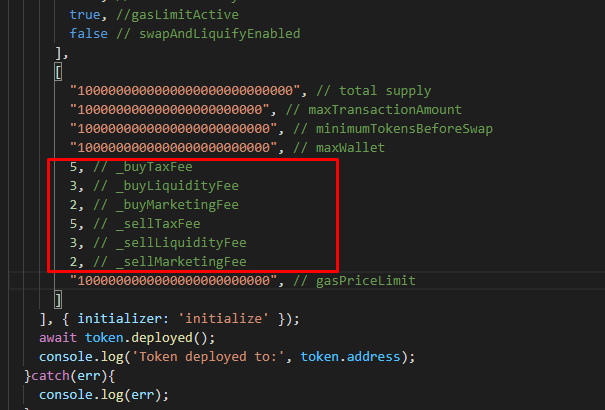 true, //gasLimitActive
false // swapAndLiquifyEnabled
],
[
"1000000000000000000000000000", // total supply
"1000000000000000000000000", // maxTransactionAmount
"1000000000000000000000000", // minimumTokensBeforeSwap
"1000000000000000000000000", // maxWallet
5, // _buyTaxFee
3, // _buyLiquidityFee
2, // _buyMarketingFee
5, // _sellTaxFee
3, // _sellLiquidityFee
2, // _sellMarketingFee
"1000000000000000000000000", // gasPriceLimit
]
], { initializer: 'initialize' });
await token.deployed();
console.log('Token deployed to:', token.address);
}catch(err){
console.log(err);